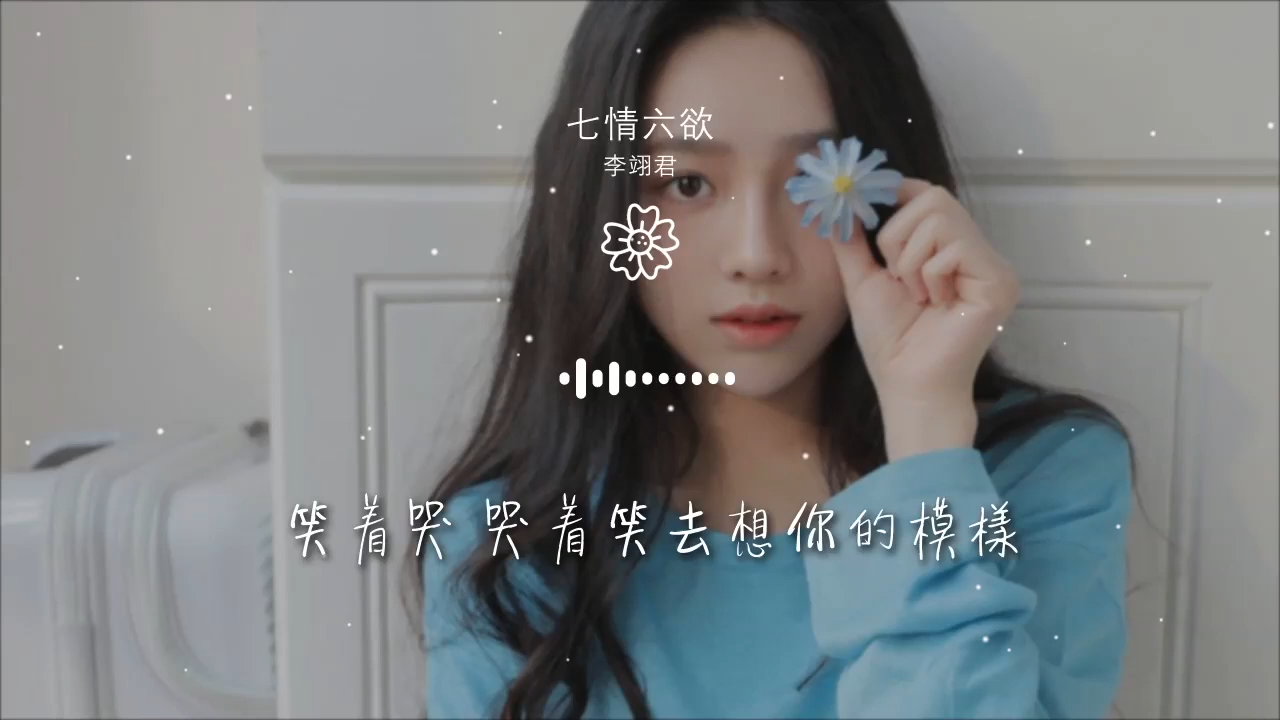 七情六欲
李翊君
笑着哭 哭着笑去想你的模樣